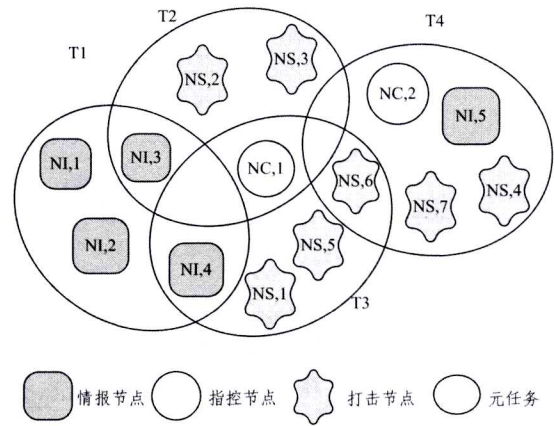 T2
T4
T1
NS,3
NS,2
NC,2
NI,5
NI,1
NI,3
NC,1
NS,6
NS,4
NS,7
NI,2
NS,5
NI,4
NS,1
T3
情报节点 指控节点 打击节点 元任务